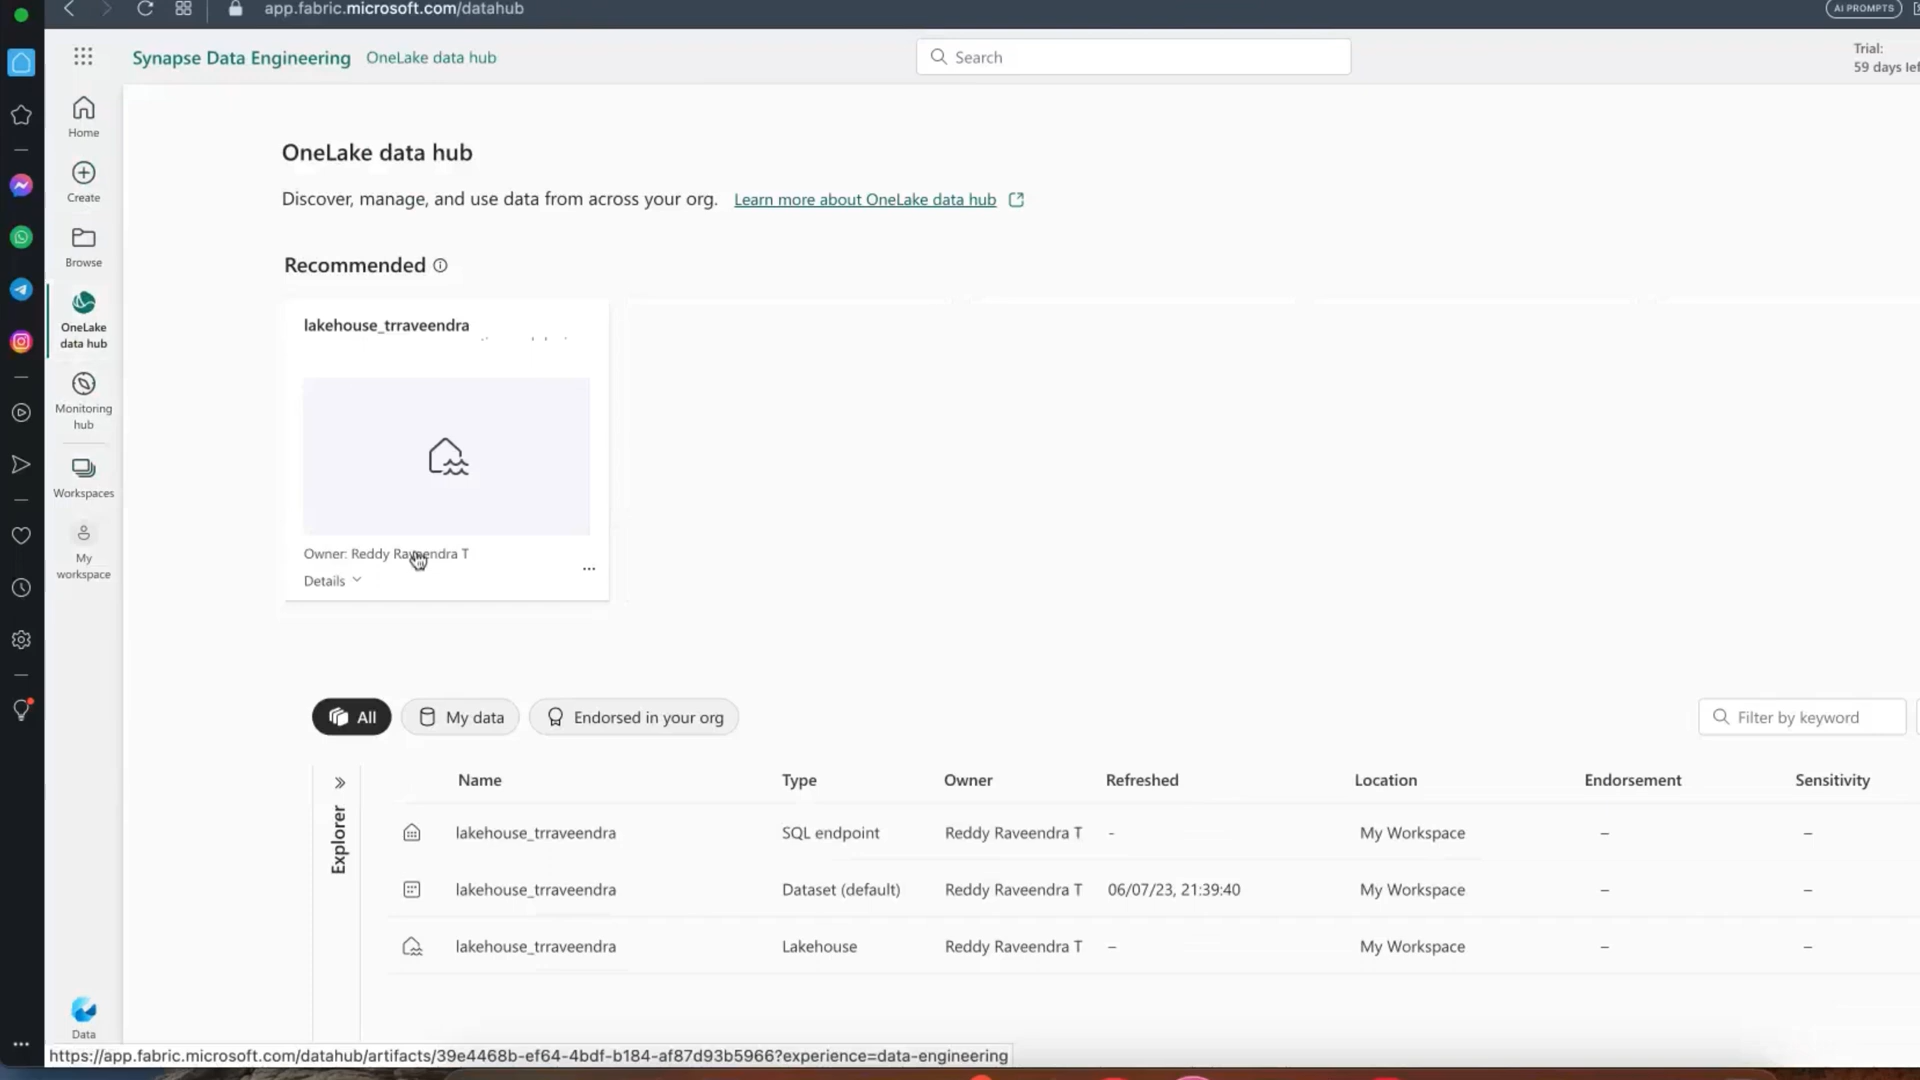 app.fabric.microsoft.com/datahub
AI PROMPTS
Synapse Data Engineering OneLake data hub
Search
Trial:
59 days
Home
Create
Browse
OneLake
data hub
Monitoring
hub
Workspaces
My
workspace
Data
OneLake data hub
Discover, manage, and use data from across your org. Learn more about OneLake data hub
Recommended
lakehouse_trraveendra
Owner: Reddy Raveendra T
Details
...
All My data Endorsed in your org
Filter by keyword
Explorer
Name Type Owner Refreshed Location Endorsement Sensitivity
lakehouse_trraveendra SQL endpoint Reddy Raveendra T - My Workspace – –
lakehouse_trraveendra Dataset (default) Reddy Raveendra T 06/07/23, 21:39:40 My Workspace – –
lakehouse_trraveendra Lakehouse Reddy Raveendra T – My Workspace – –
https://app.fabric.microsoft.com/datahub/artifacts/39e4468b-ef64-4bdf-b184-af87d93b5966?experience=data-engineering